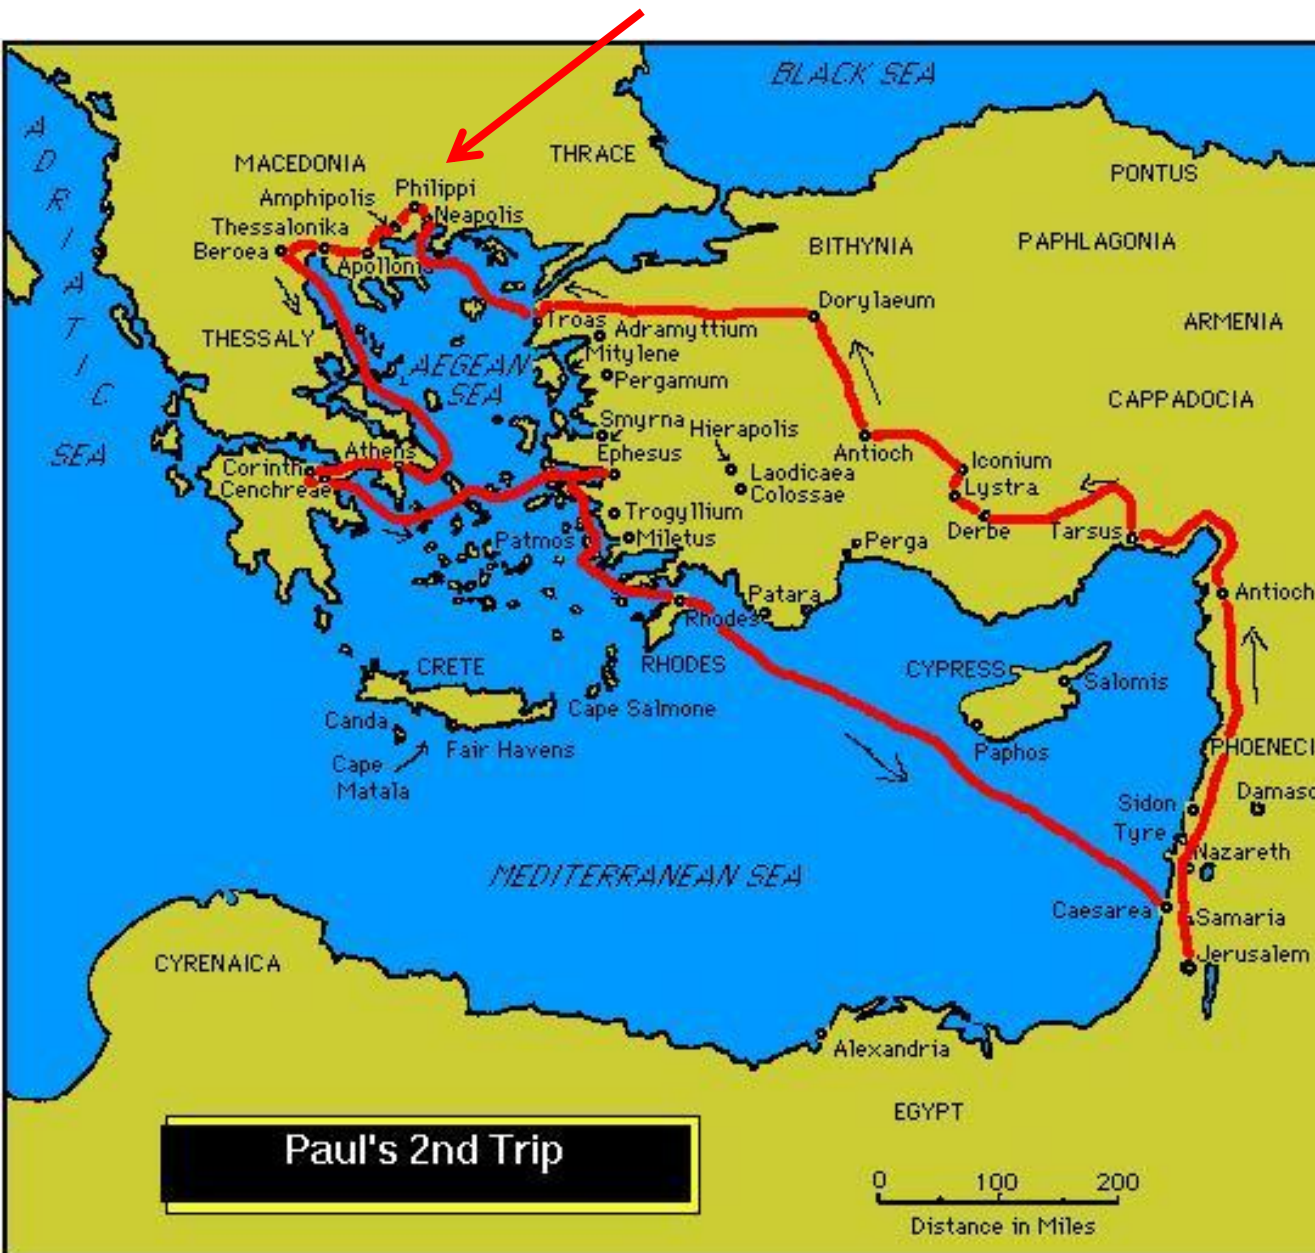 BLACK SEA
ADRIATIC SEA
MACEDONIA
THRACE
PONTUS
Philippi
Amphipolis
Neapolis
Thessalonika
Beroea
Apollonia
BITHYNIA
PAPHLAGONIA
Dorylaeum
ARMENIA
Troas
Adramyttium
THESSALY
Mitylene
AEGEAN
SEA
Pergamum
CAPPADOCIA
Smyrna
Hierapolis
Athens
Ephesus
Antioch
Iconium
Corinth
Laodicaea
Cenchreae
Colossae
Lystra
Trogyllium
Derbe
Tarsus
Patmos
Miletus
Perga
Patara
Antioch
Rhodes
CRETE
RHODES
CYPRESS
Salomis
Canda
Cape Salmone
Fair Havens
Paphos
PHOENECI
Cape
Matala
Sidon
Damasc
Tyre
Nazareth
MEDITERRANEAN SEA
Caesarea
Samaria
CYRENAICA
Jerusalem
Alexandria
EGYPT
Paul's 2nd Trip
0 100 200
Distance in Miles